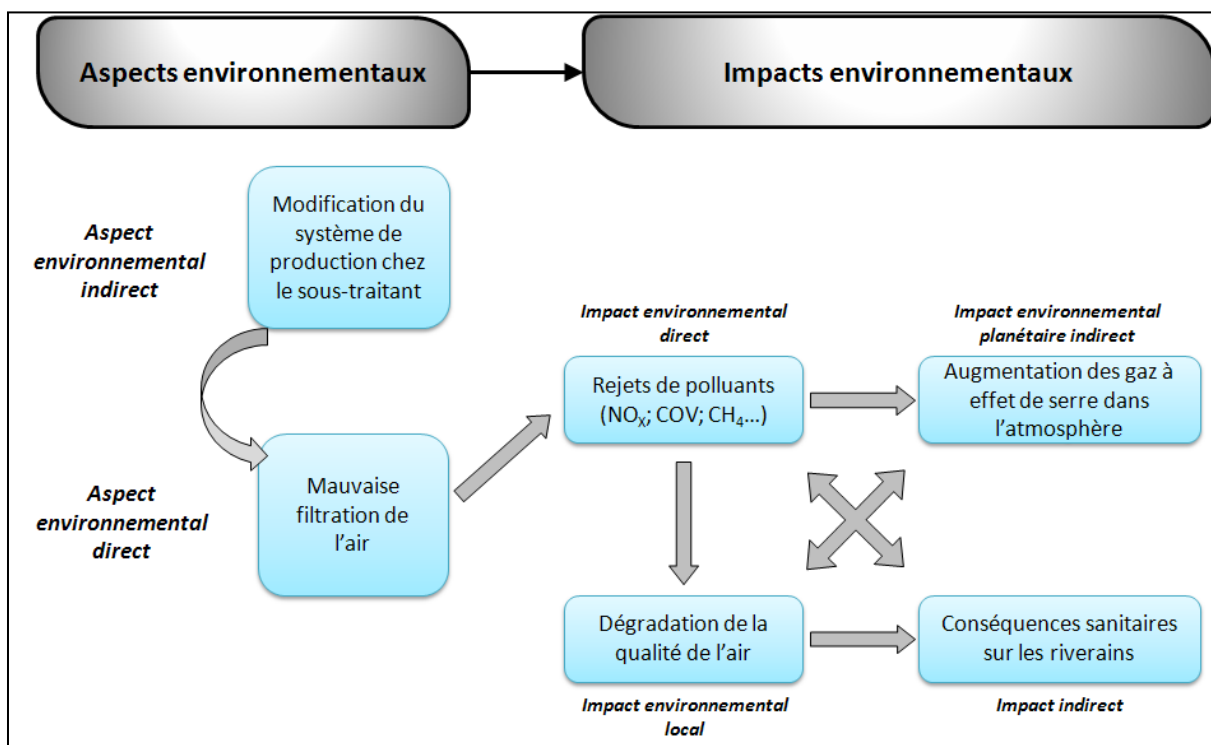 Aspects environnementaux
Impacts environnementaux
Aspect
environnemental
indirect
Modification du
système de
production chez
le sous-traitant
Aspect
environnemental
direct
Mauvaise
filtration de
l'air
Impact environnemental
direct
Rejets de polluants
(NOₓ; COV; CH₄...)
Impact environnemental
planétaire indirect
Augmentation des gaz à
effet de serre dans
l'atmosphère
Dégradation de la
qualité de l'air
Impact environnemental
local
Conséquences sanitaires
sur les riverains
Impact indirect